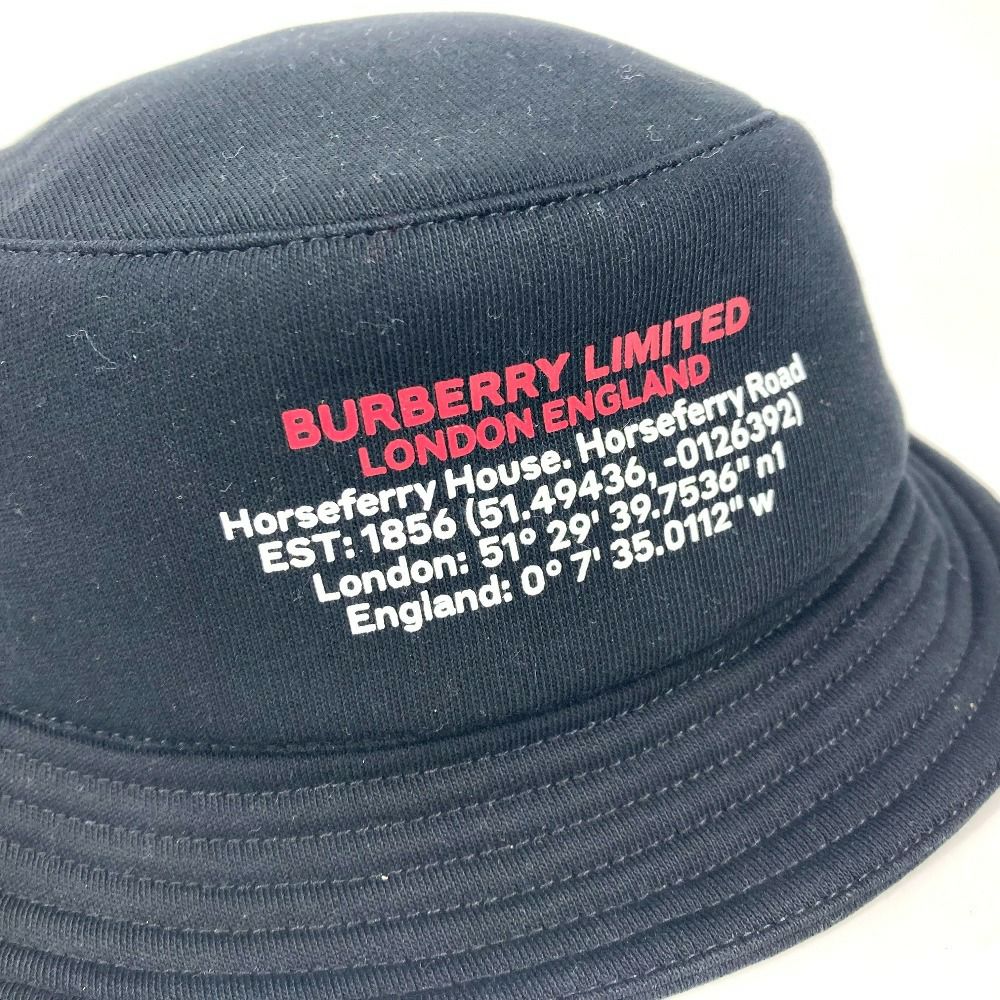 BURBERRY LIMITED
LONDON ENGLAND
Horseferry House. Horseferry Road
EST: 1856 (51.49436, -0126392)
London: 51° 29' 39.7536" n1
England: 0° 7' 35.0112" w